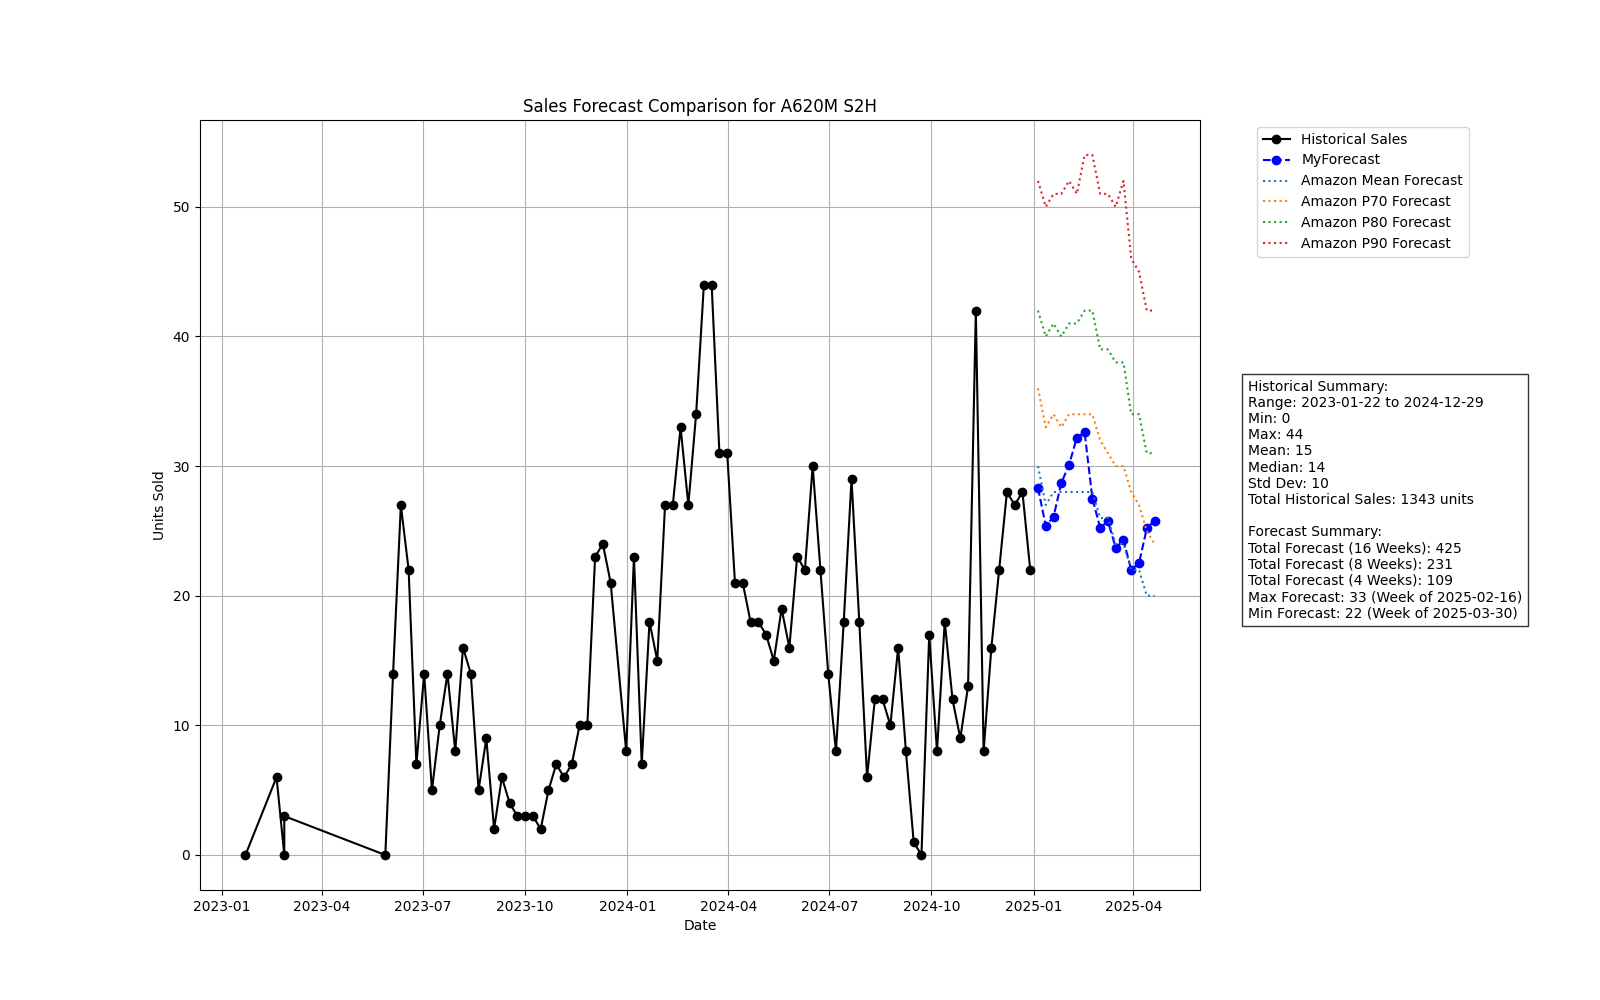 Sales Forecast Comparison for A620M S2H
Historical Sales
MyForecast
Amazon Mean Forecast
Amazon P70 Forecast
Amazon P80 Forecast
Amazon P90 Forecast
50
40
30
20
10
0
Units Sold
Historical Summary:
Range: 2023-01-22 to 2024-12-29
Min: 0
Max: 44
Mean: 15
Median: 14
Std Dev: 10
Total Historical Sales: 1343 units
Forecast Summary:
Total Forecast (16 Weeks): 425
Total Forecast (8 Weeks): 231
Total Forecast (4 Weeks): 109
Max Forecast: 33 (Week of 2025-02-16)
Min Forecast: 22 (Week of 2025-03-30)
2023-01 2023-04 2023-07 2023-10 2024-01 2024-04 2024-07 2024-10 2025-01 2025-04
Date